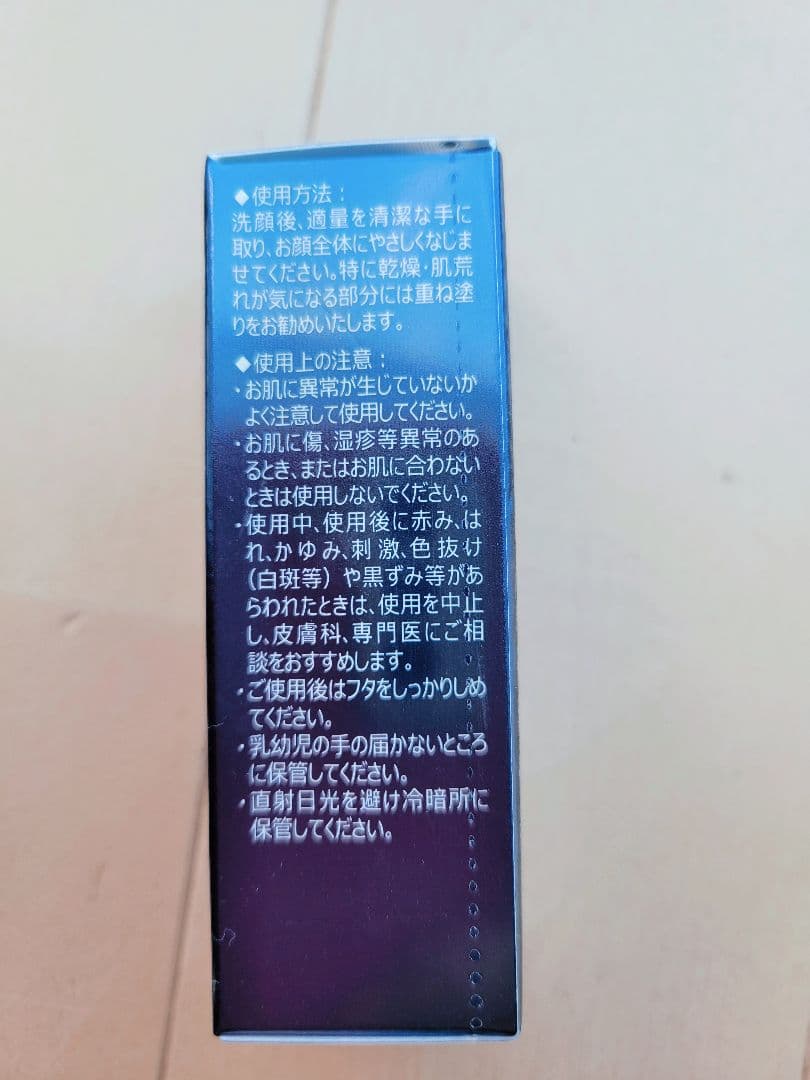 ◆使用方法：
洗顔後、適量を清潔な手に
取り、お顔全体にやさしくなじま
せてください。特に乾燥・肌荒
れが気になる部分には重ね塗
りをお勧めいたします。
◆使用上の注意：
・お肌に異常が生じていないか
よく注意して使用してください。
・お肌に傷、湿疹等異常のあ
るとき、またはお肌に合わない
ときは使用しないでください。
・使用中、使用後に赤み、は
れ、かゆみ、刺激、色抜け
（白斑等）や黒ずみ等があ
らわれたときは、使用を中止
し、皮膚科、専門医にご相
談をおすすめします。
・ご使用後はフタをしっかりしめ
てください。
・乳幼児の手の届かないところ
に保管してください。
・直射日光を避け冷暗所に
保管してください。